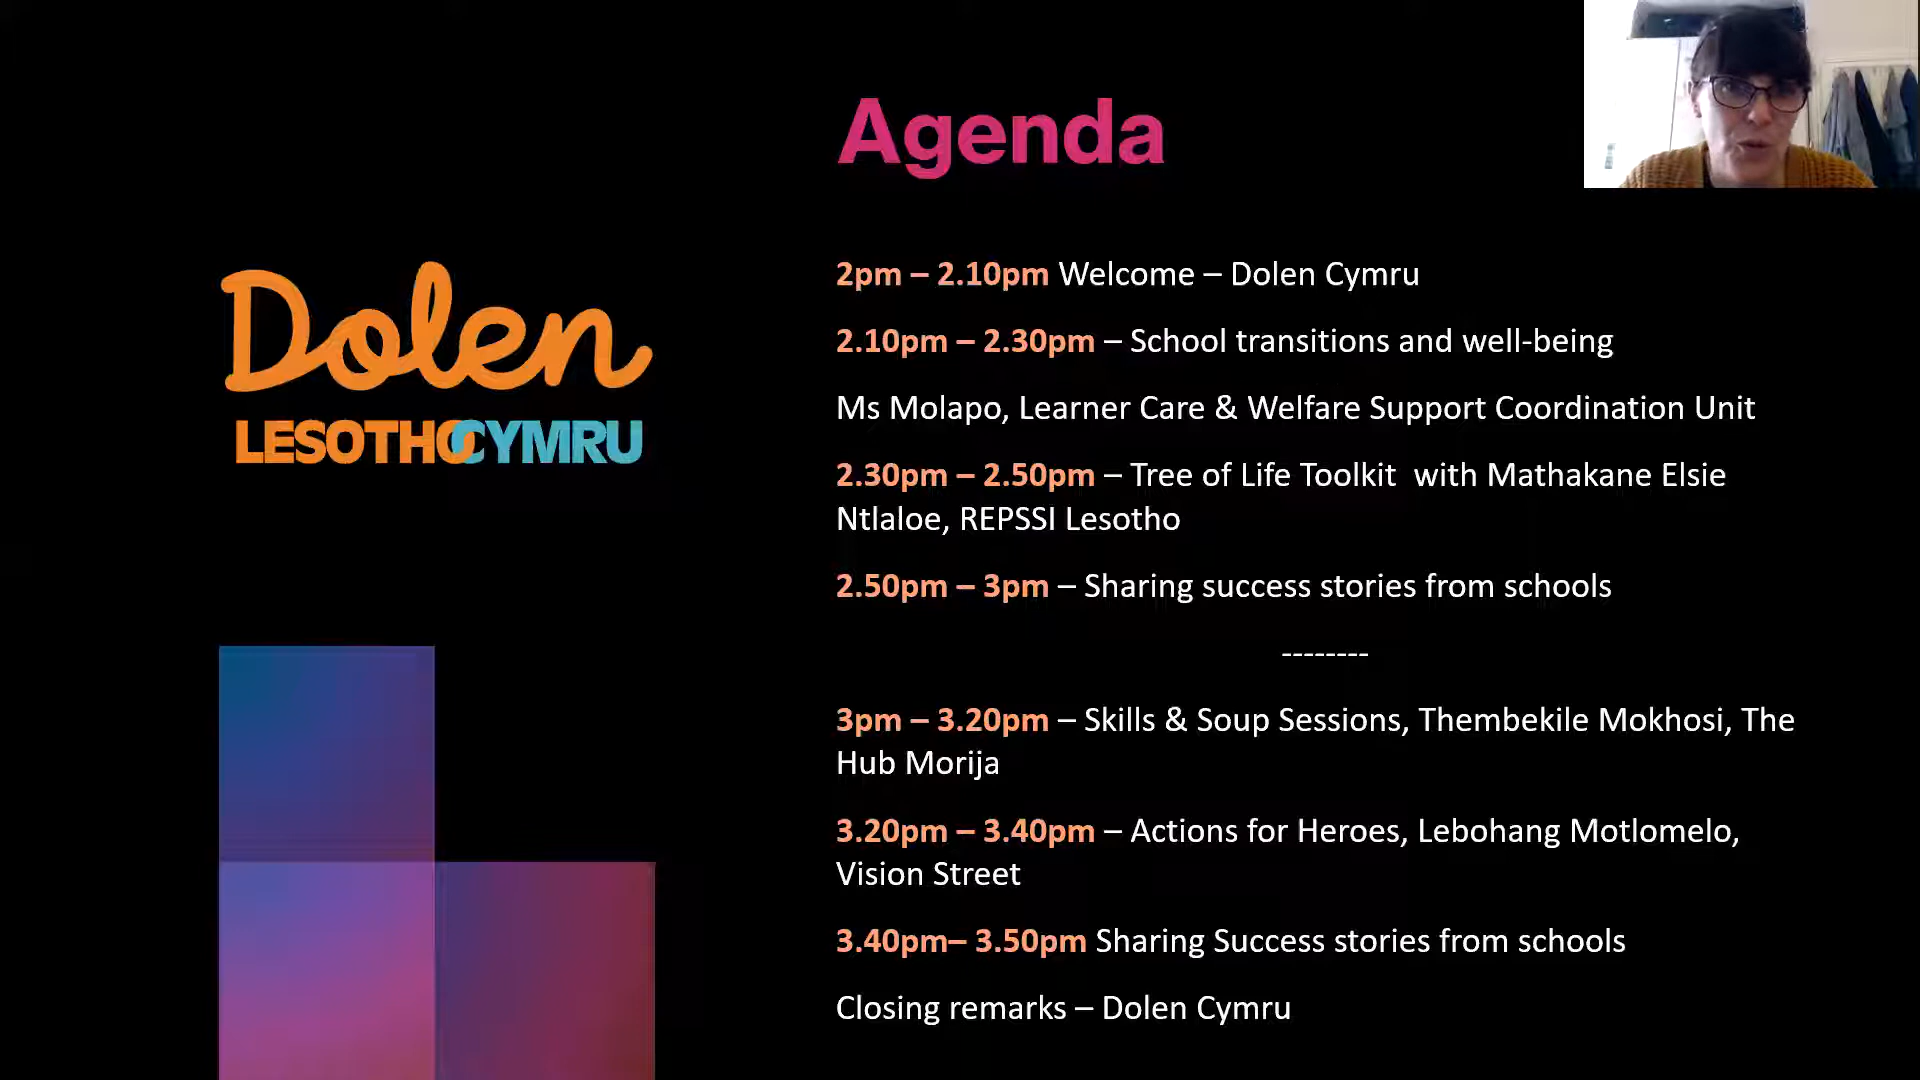 Agenda
Dolen
LESOTHOCYMRU
2pm – 2.10pm Welcome – Dolen Cymru
2.10pm – 2.30pm – School transitions and well-being
Ms Molapo, Learner Care & Welfare Support Coordination Unit
2.30pm – 2.50pm – Tree of Life Toolkit  with Mathakane Elsie
Ntlaloe, REPSSI Lesotho
2.50pm – 3pm – Sharing success stories from schools
--------
3pm – 3.20pm – Skills & Soup Sessions, Thembekile Mokhosi, The
Hub Morija
3.20pm – 3.40pm – Actions for Heroes, Lebohang Motlomelo,
Vision Street
3.40pm– 3.50pm Sharing Success stories from schools
Closing remarks – Dolen Cymru